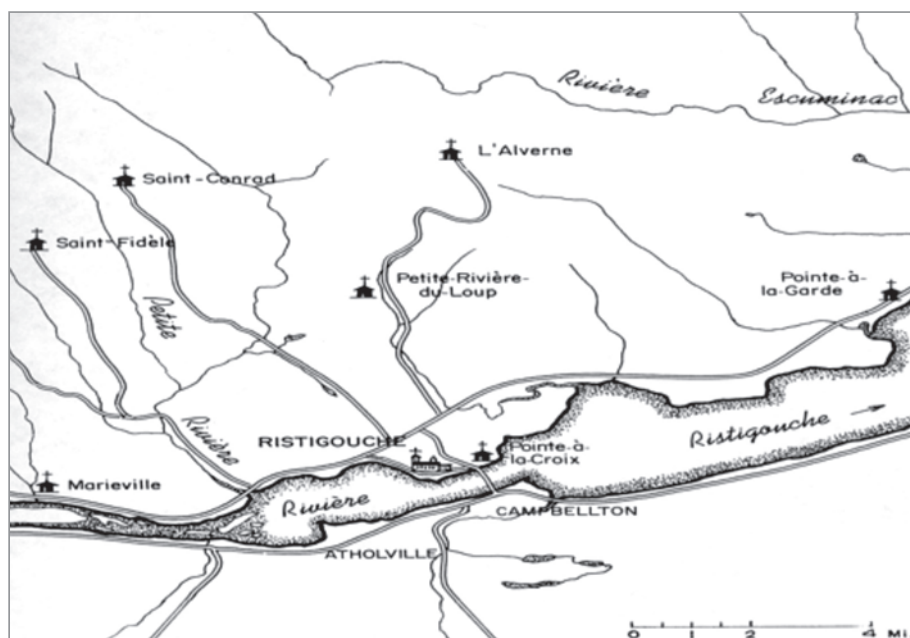 Rivière
Escuminac
L'Alverne
Saint-Conrad
Saint-Fidèle
Petite-Rivière-
du-Loup
Pointe-à-
la-Garde
Petite
Rivière
RISTIGOUCHE
Pointe-à-
la-Croix
Ristigouche
Marieville
Rivière
CAMPBELLTON
ATHOLVILLE
0 1 2 4 Mi